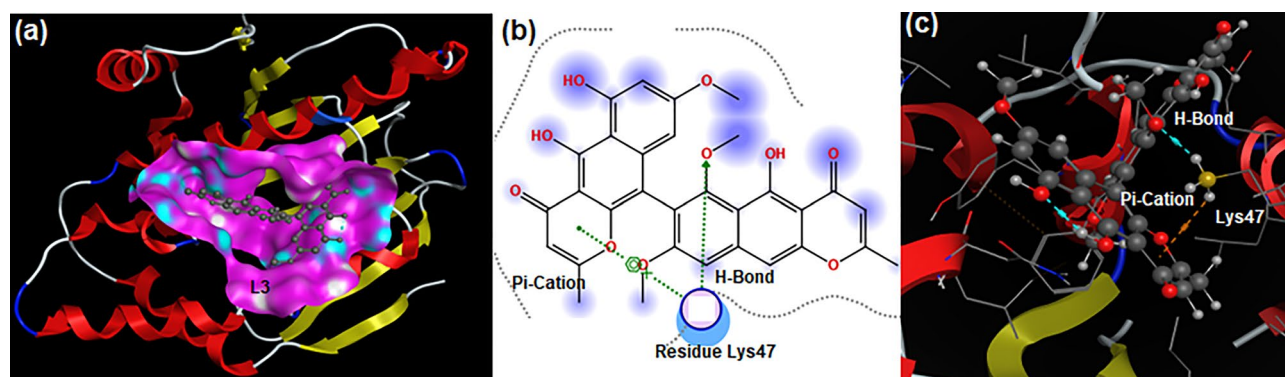 (a)
L3
(b)
HO
O
HO
O
OH
O
O
O
O
O
Pi-Cation
H-Bond
Residue Lys47
(c)
H-Bond
Pi-Cation
Lys47